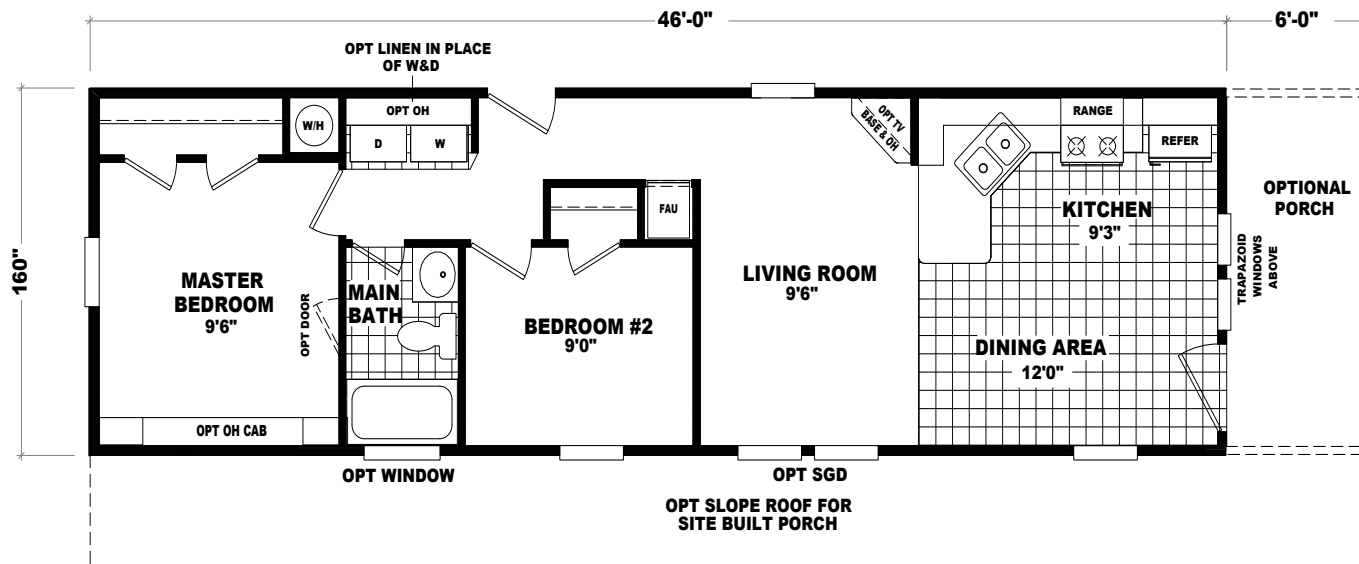 46'-0"
6'-0"
OPT LINEN IN PLACE
OF W&D
OPT OH
W/H
D
W
OPT TV
BASE & OH
RANGE
REFER
OPTIONAL
PORCH
FAU
KITCHEN
9'3"
160"
MASTER
BEDROOM
9'6"
OPT DOOR
MAIN
BATH
BEDROOM #2
9'0"
LIVING ROOM
9'6"
TRAPAZOID
WINDOWS
ABOVE
DINING AREA
12'0"
OPT OH CAB
OPT WINDOW
OPT SGD
OPT SLOPE ROOF FOR
SITE BUILT PORCH